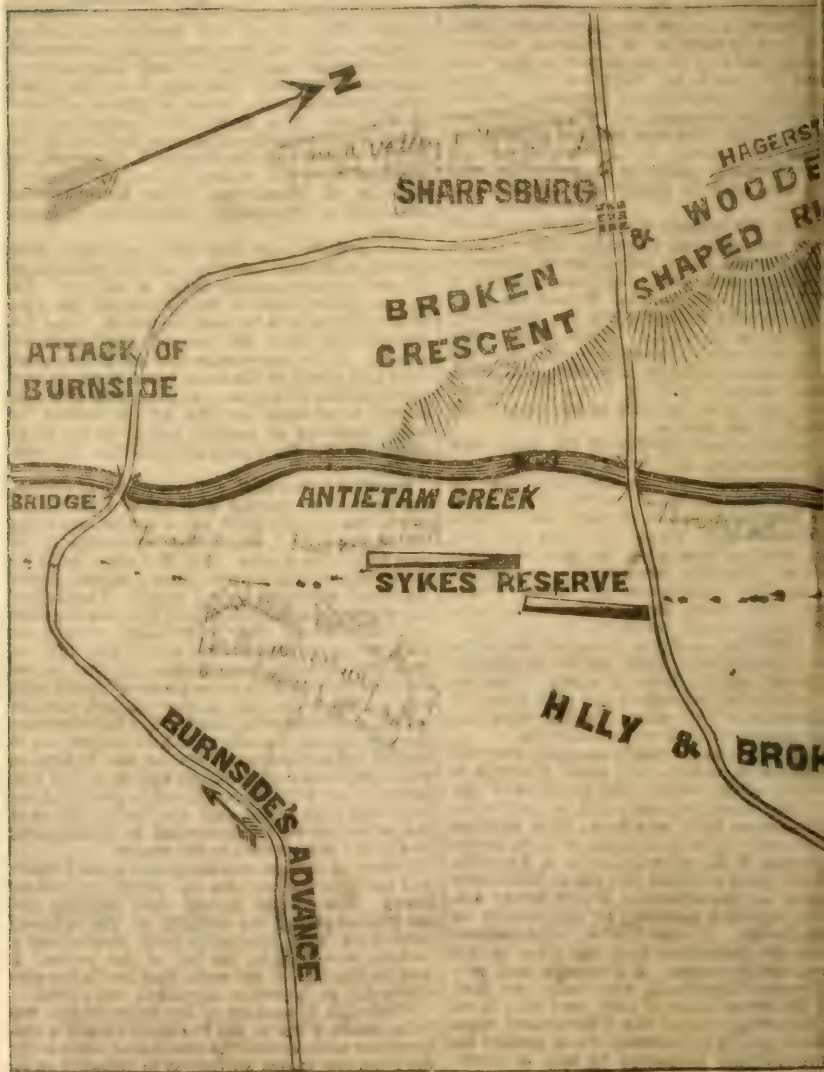 N
HAGERST
SHARPSBURG
& WOODE
SHAPED RI
BROKEN
CRESCENT
ATTACK OF
BURNSIDE
BRIDGE
ANTIETAM CREEK
SYKES RESERVE
HLLY & BROK
BURNSIDE'S ADVANCE